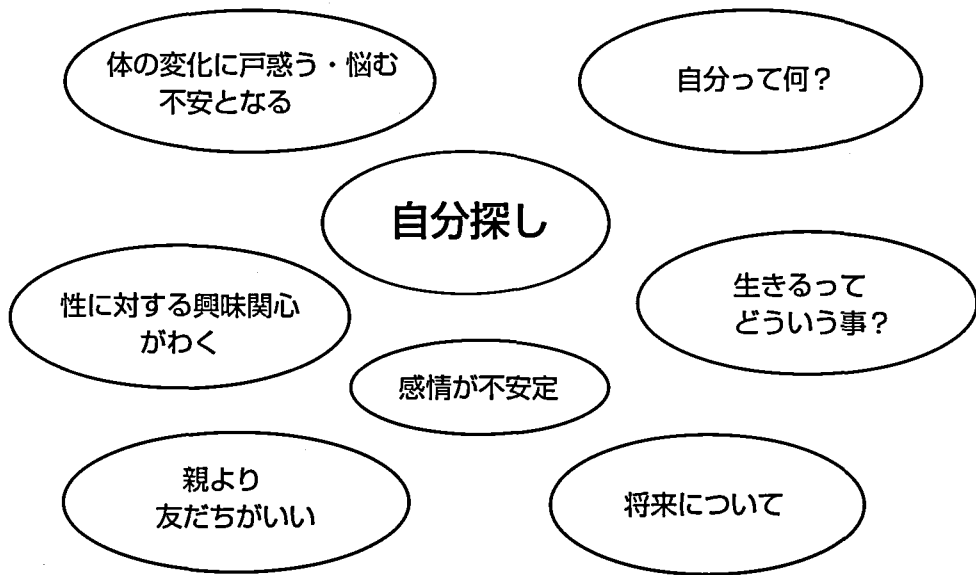 体の変化に戸惑う・悩む
不安となる
自分って何?
自分探し
性に対する興味関心
がわく
生きるって
どういう事?
感情が不安定
親より
友だちがいい
将来について